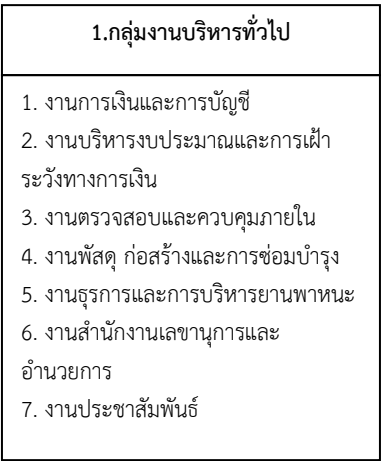 1.กลุ่มงานบริหารทั่วไป
1. งานการเงินและการบัญชี
2. งานบริหารงบประมาณและการเฝ้า
ระวังทางการเงิน
3. งานตรวจสอบและควบคุมภายใน
4. งานพัสดุ ก่อสร้างและการซ่อมบำรุง
5. งานธุรการและการบริหารยานพาหนะ
6. งานสำนักงานเลขานุการและ
อำนวยการ
7. งานประชาสัมพันธ์